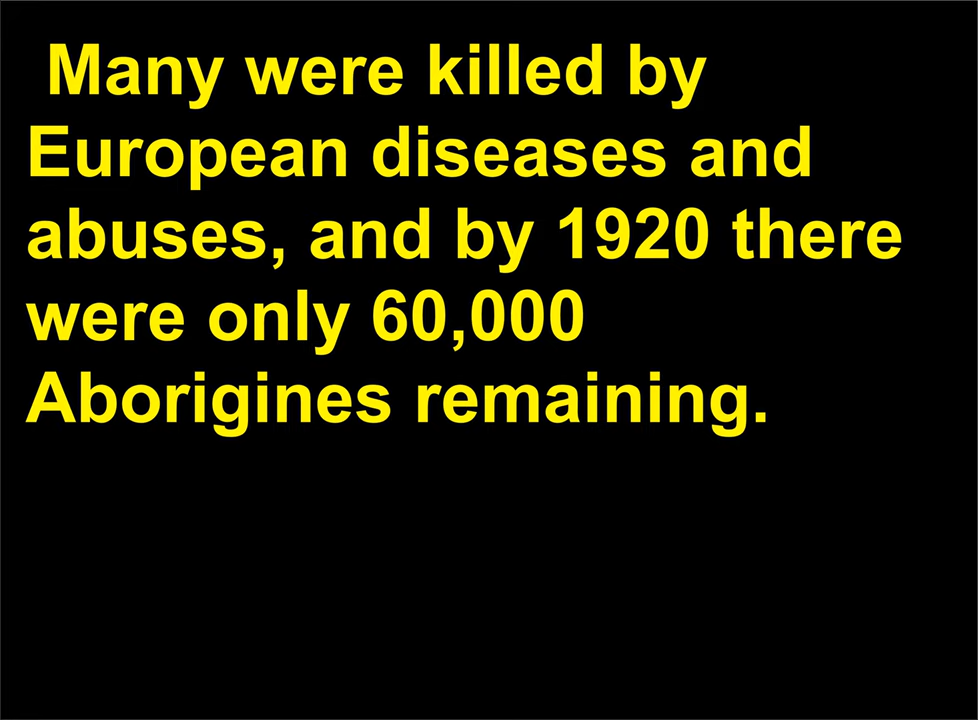 Many were killed by
European diseases and
abuses, and by 1920 there
were only 60,000
Aborigines remaining.